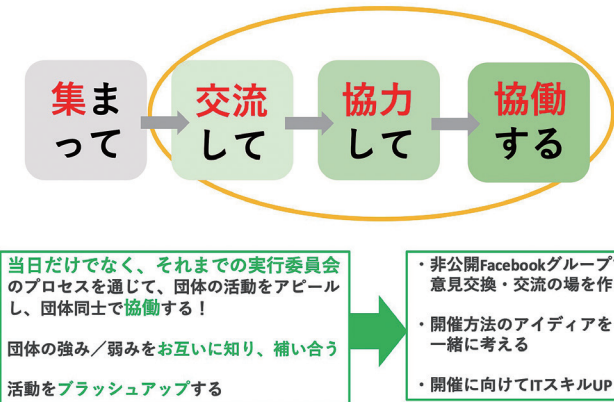 集ま
って
交流
して
協力
して
協働
する
当日だけでなく、それまでの実行委員会
のプロセスを通じて、団体の活動をアピール
し、団体同士で協働する！
団体の強み／弱みをお互いに知り、補い合う
活動をブラッシュアップする
・非公開Facebookグループ
意見交換・交流の場を作
・開催方法のアイディアを
一緒に考える
・開催に向けてITスキルUP